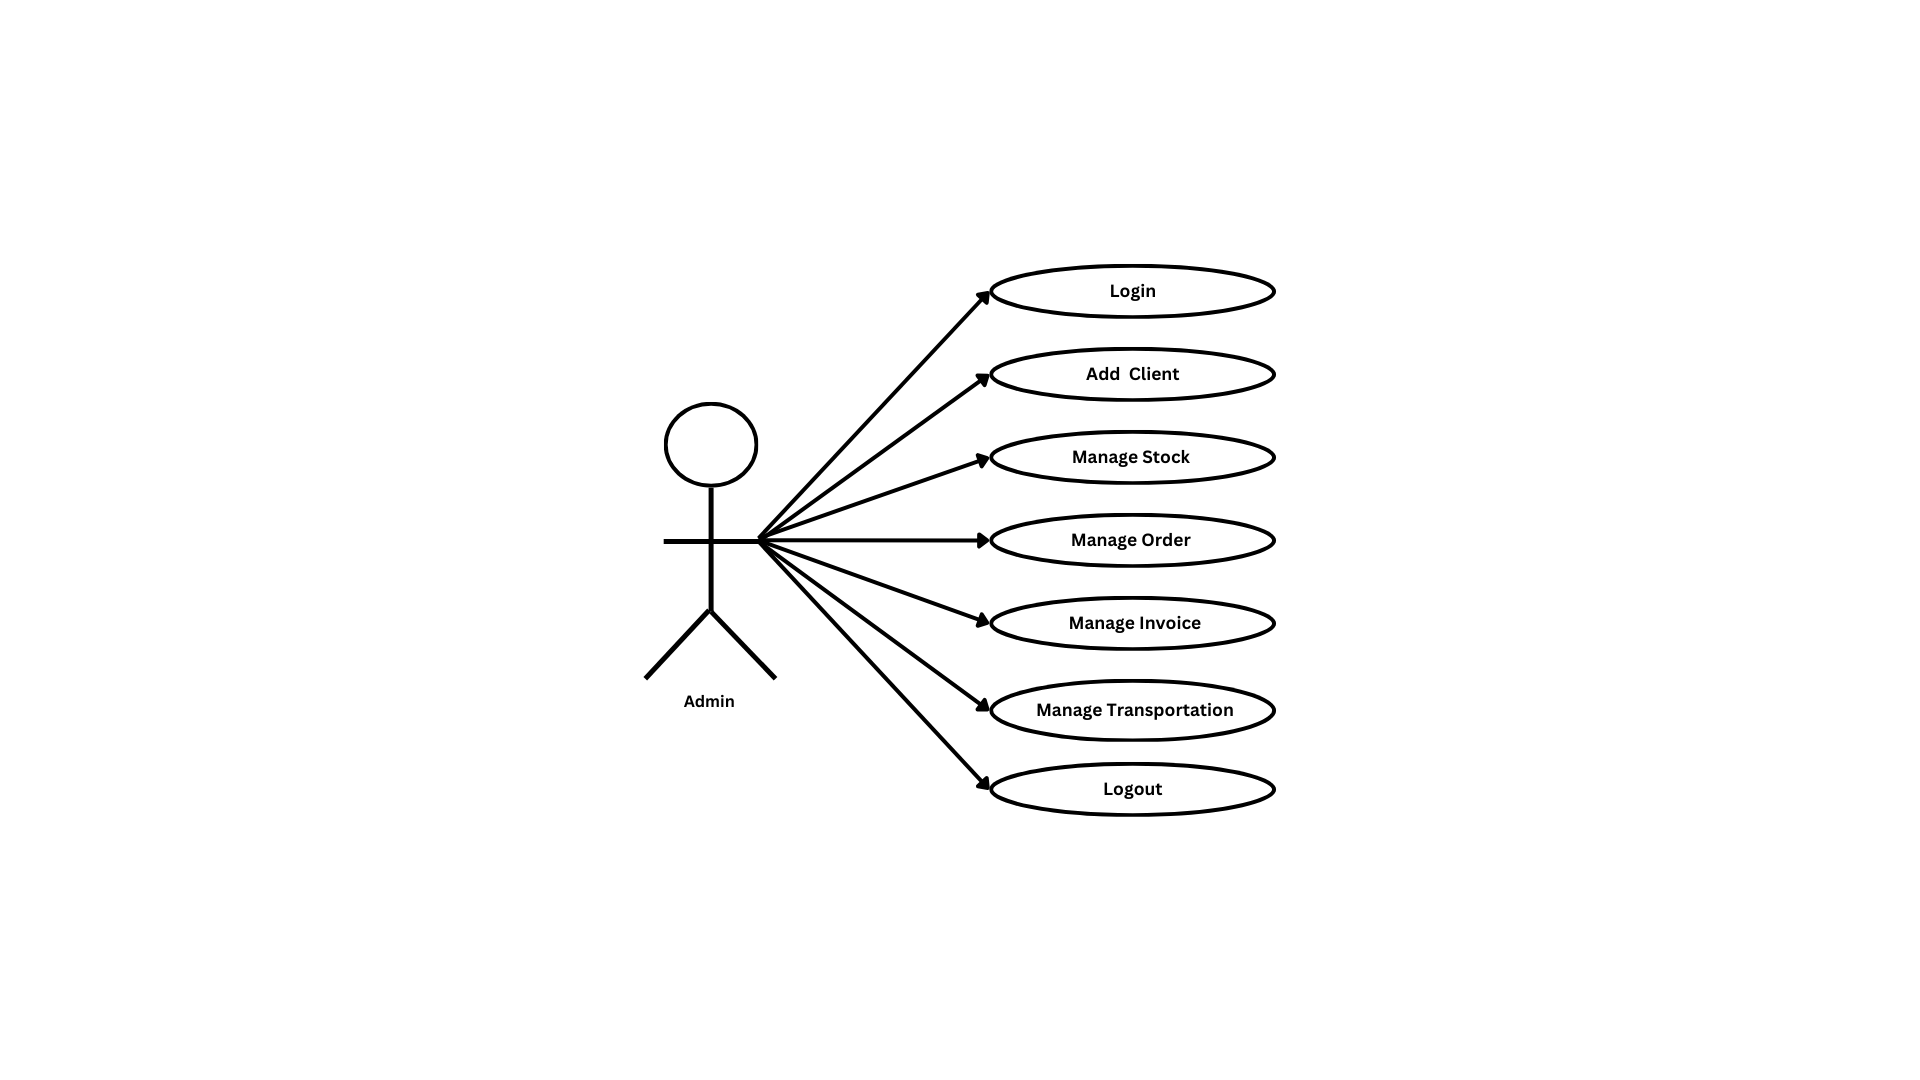 Login
Add  Client
Manage Stock
Manage Order
Manage Invoice
Manage Transportation
Logout
Admin